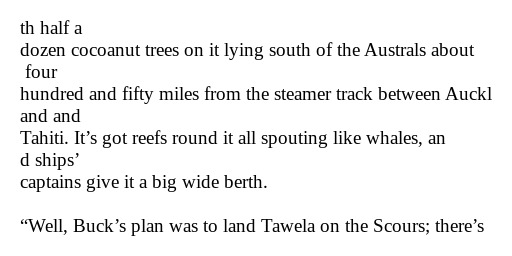 th half a
dozen cocoanut trees on it lying south of the Australs about
four
hundred and fifty miles from the steamer track between Auckl
and and
Tahiti. It’s got reefs round it all spouting like whales, an
d ships’
captains give it a big wide berth.

“Well, Buck’s plan was to land Tawela on the Scours; there’s